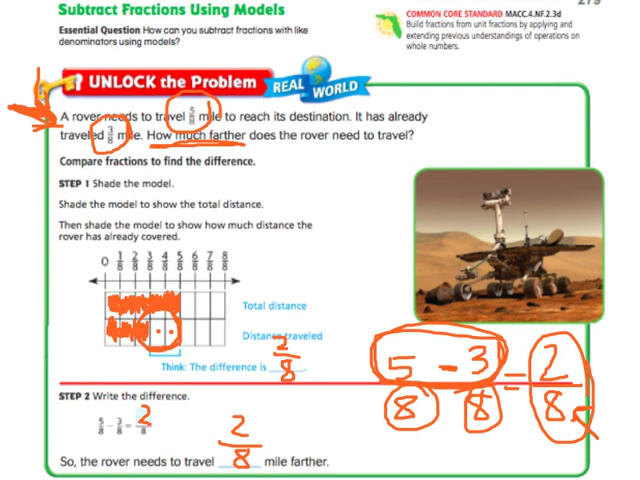 Subtract Fractions Using Models
Essential Question How can you subtract fractions with like
denominators using models?
COMMON CORE STANDARD MACC.4.NF.2.3d
Build fractions from unit fractions by applying and
extending previous understandings of operations on
whole numbers.
UNLOCK the Problem REAL WORLD
A rover needs to travel 5/8 mile to reach its destination. It has already
traveled 3/8 mile. How much farther does the rover need to travel?
Compare fractions to find the difference.
STEP 1 Shade the model.
Shade the model to show the total distance.
Then shade the model to show how much distance the
rover has already covered.
0 1/8 2/8 3/8 4/8 5/8 6/8 7/8 8/8
Total distance
Distance traveled
Think: The difference is 2/8
5/8 - 3/8 = 2/8
STEP 2 Write the difference.
5/8 - 3/8 = 2/8
So, the rover needs to travel 2/8 mile farther.